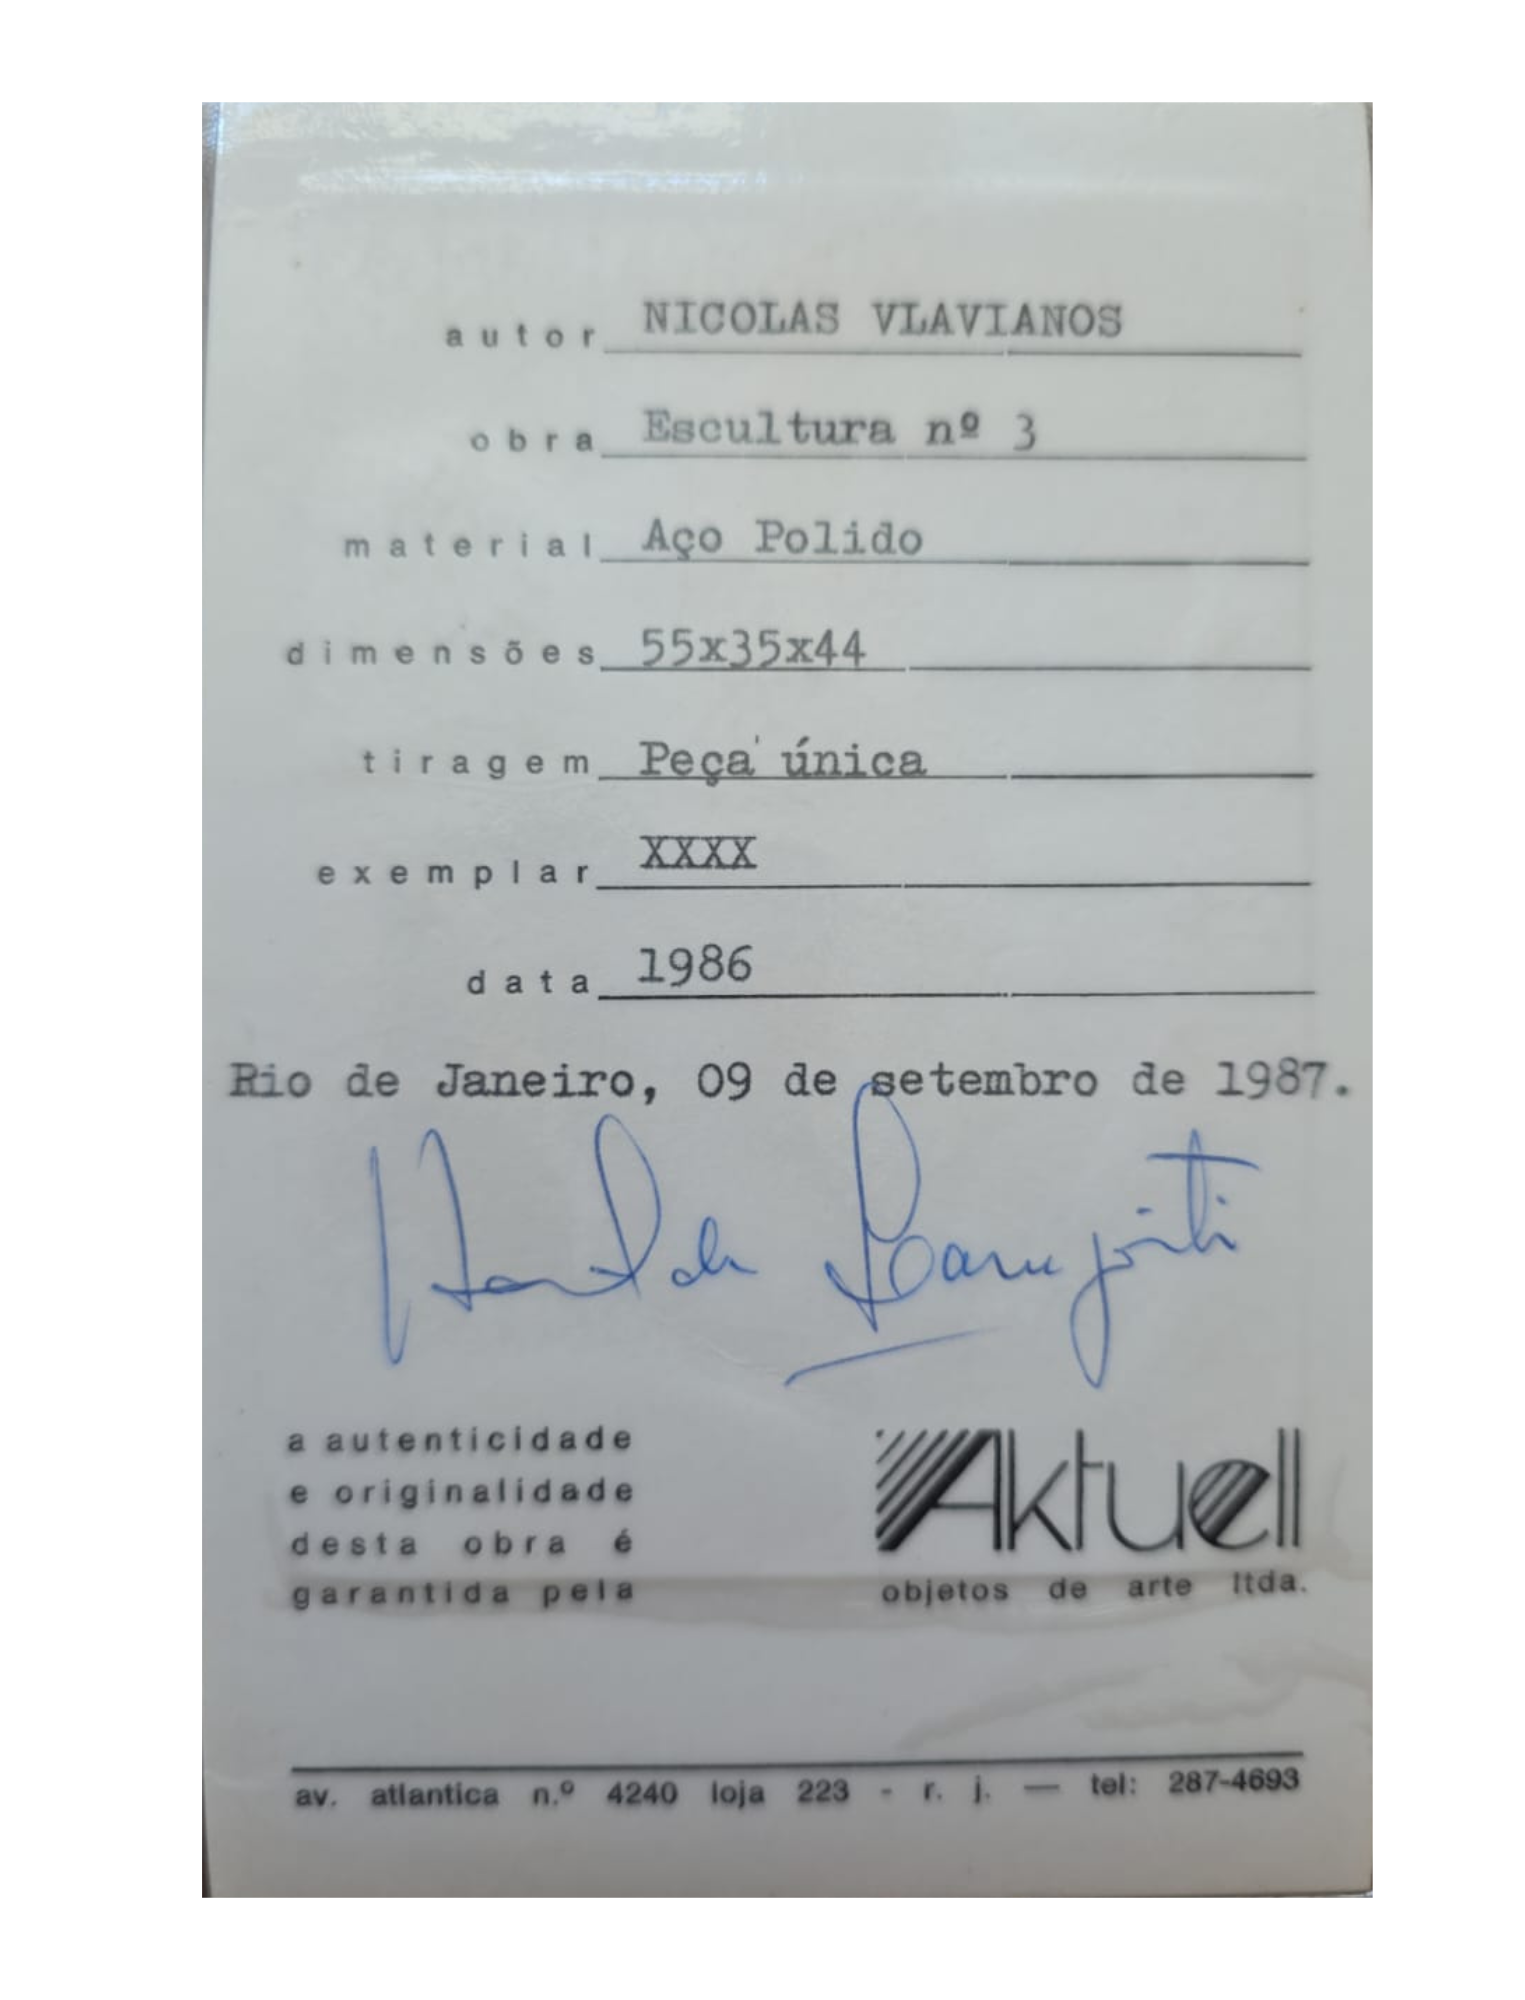 autor NICOLAS VLAVIANOS
obra Escultura nº 3
material Aço Polido
dimensões 55x35x44
tiragem Peça única
exemplar XXXX
data 1986
Rio de Janeiro, 09 de setembro de 1987.
a autenticidade
e originalidade
desta obra é
garantida pela
Aktuell
objetos de arte ltda.
av. atlantica n.º 4240 loja 223 - r. j. — tel: 287-4693